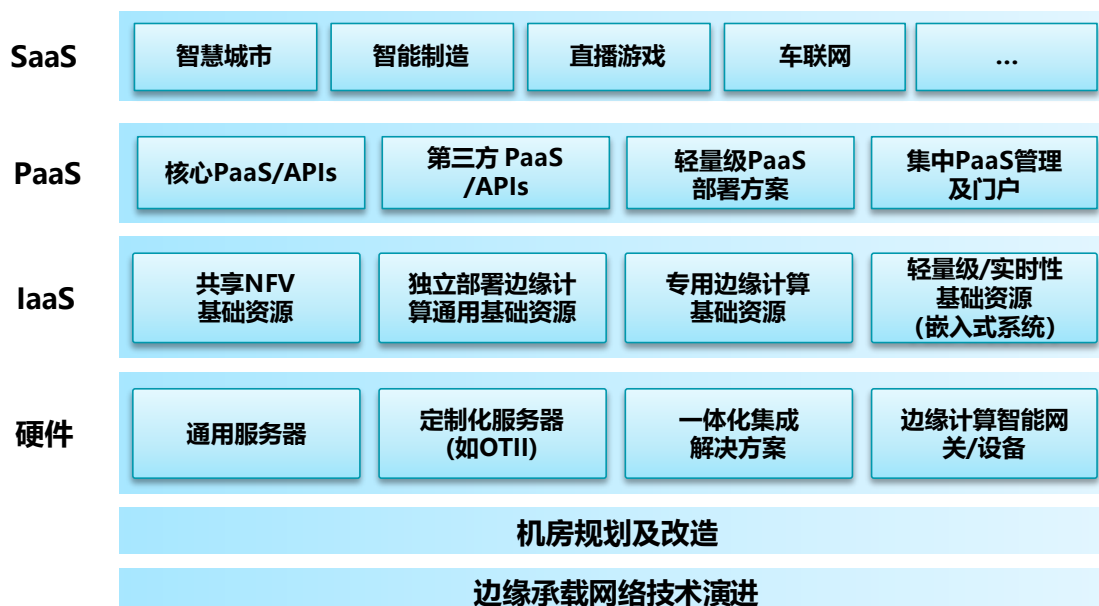 SaaS
智慧城市
智能制造
直播游戏
车联网
...
PaaS
核心PaaS/APIs
第三方 PaaS
/APIs
轻量级PaaS
部署方案
集中PaaS管理
及门户
IaaS
共享NFV
基础资源
独立部署边缘计
算通用基础资源
专用边缘计算
基础资源
轻量级/实时性
基础资源
(嵌入式系统)
硬件
通用服务器
定制化服务器
(如OTII)
一体化集成
解决方案
边缘计算智能网
关/设备
机房规划及改造
边缘承载网络技术演进